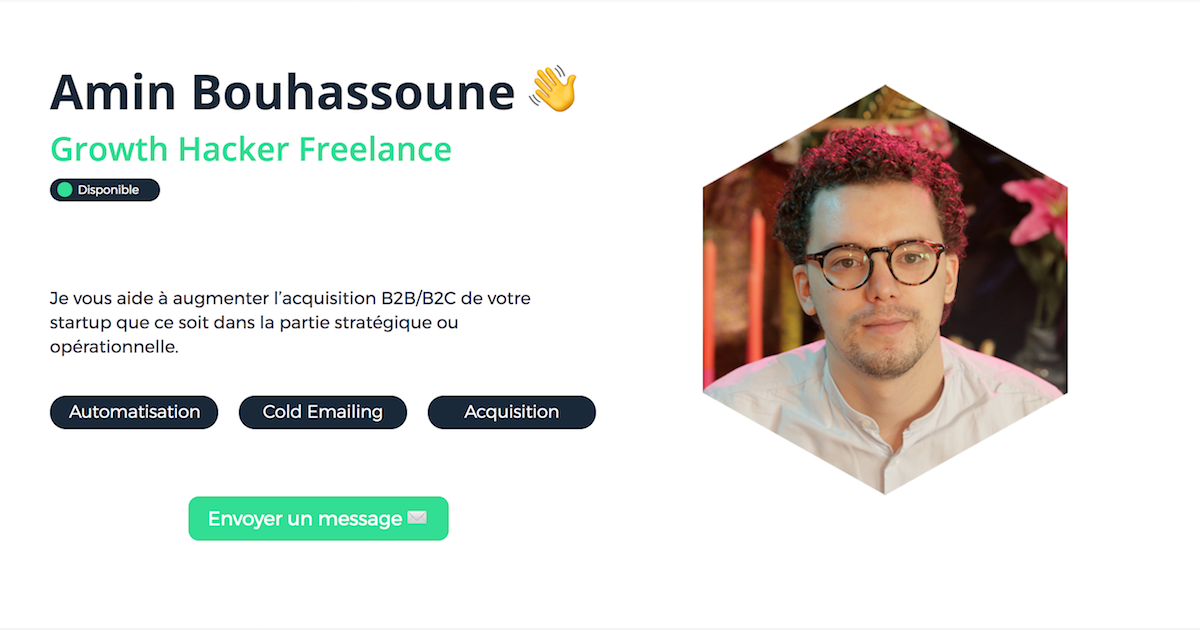 Amin Bouhassoune 👋
Growth Hacker Freelance
Disponible
Je vous aide à augmenter l’acquisition B2B/B2C de votre
startup que ce soit dans la partie stratégique ou
opérationnelle.
Automatisation
Cold Emailing
Acquisition
Envoyer un message ✉️